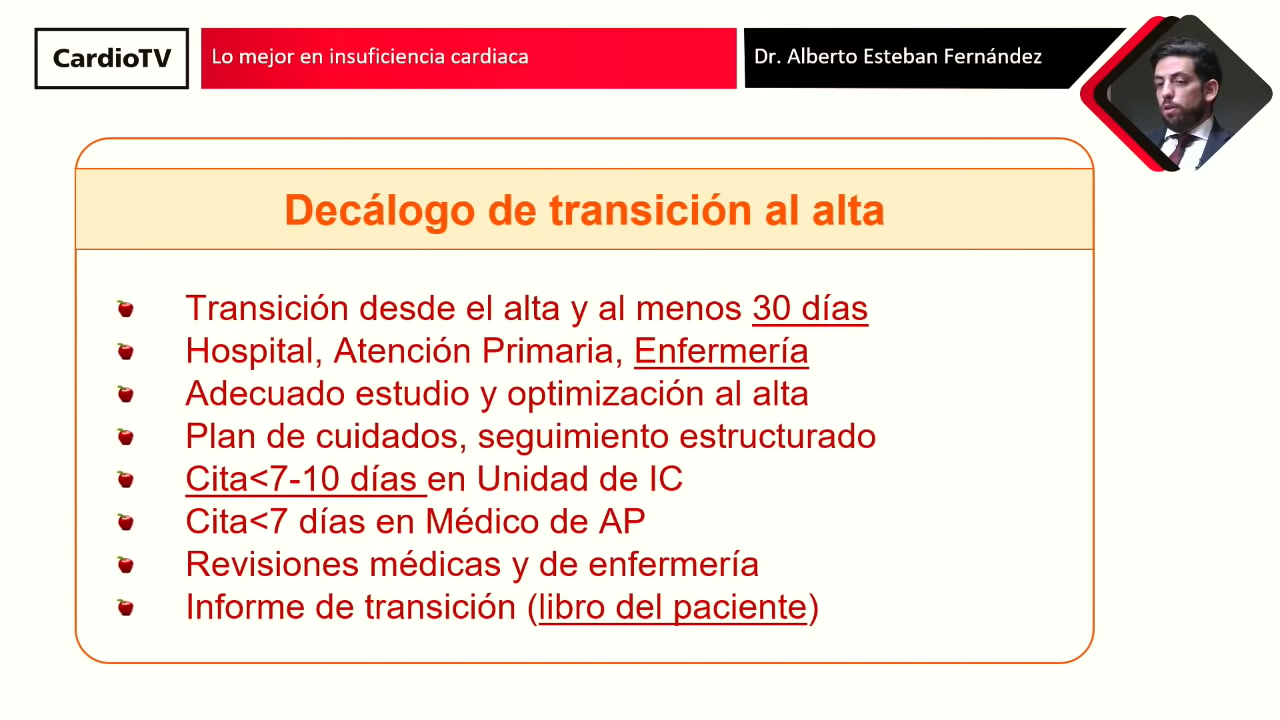 CardioTV
Lo mejor en insuficiencia cardiaca
Dr. Alberto Esteban Fernández
Decálogo de transición al alta
Transición desde el alta y al menos 30 días
Hospital, Atención Primaria, Enfermería
Adecuado estudio y optimización al alta
Plan de cuidados, seguimiento estructurado
Cita<7-10 días en Unidad de IC
Cita<7 días en Médico de AP
Revisiones médicas y de enfermería
Informe de transición (libro del paciente)